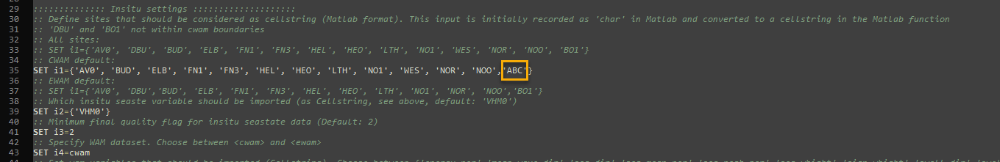 29 :::::::::::::: Insitu settings ::::::::::::::::::::
30 :: Define sites that should be considered as cellstring (Matlab format). This input is initially recorded as 'char' in Matlab and converted to a cellstring in the Matlab function
31 :: 'DBU' and 'BO1' not within cwam boundaries
32 :: All sites:
33 :: SET i1={'AV0', 'DBU', 'BUD', 'ELB', 'FN1', 'FN3', 'HEL', 'HEO', 'LTH', 'NO1', 'WES', 'NOR', 'NOO', 'BO1'}
34 :: CWAM default:
35 SET i1={'AV0', 'BUD', 'ELB', 'FN1', 'FN3', 'HEL', 'HEO', 'LTH', 'NO1', 'WES', 'NOR', 'NOO','ABC'}
36 :: EWAM default:
37 :: SET i1={'AV0', 'DBU','BUD', 'ELB', 'FN1', 'FN3', 'HEL', 'HEO', 'LTH', 'NO1', 'NOR', 'NOO','BO1'}
38 :: Which insitu seaste variable should be imported (as Cellstring, see above, default: 'VHM0')
39 SET i2={'VHM0'}
40 :: Minimum final quality flag for insitu seastate data (Default: 2)
41 SET i3=2
42 :: Specify WAM dataset. Choose between <cwam> and <ewam>
43 SET i4=cwam